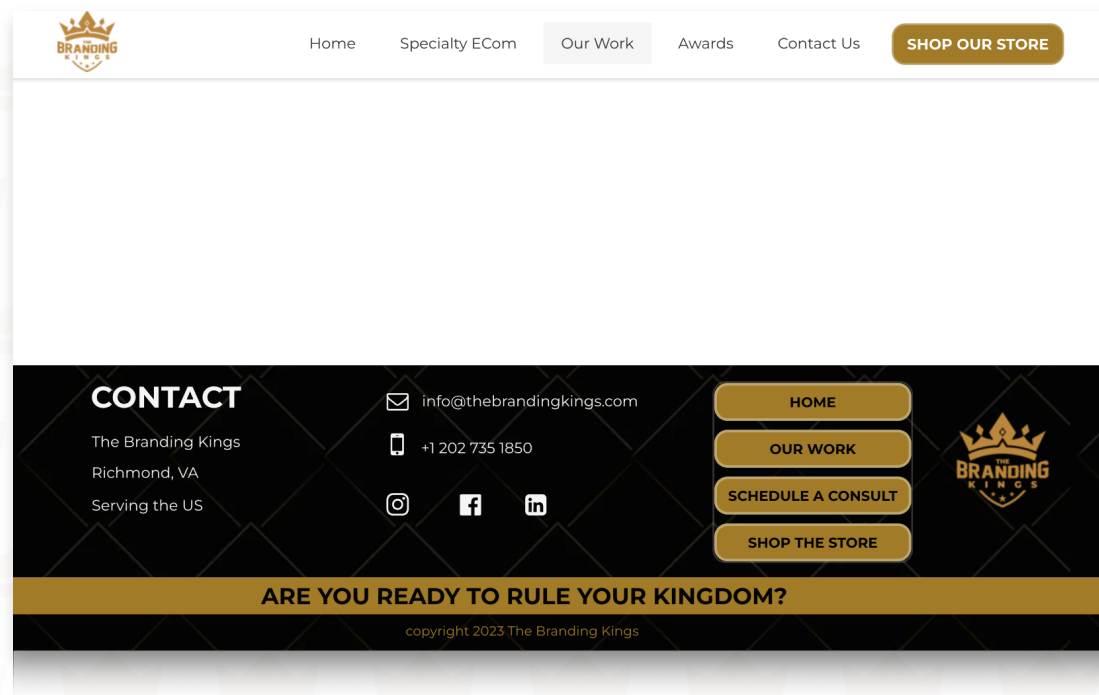 THE
BRANDING
KINGS
Home
Specialty ECom
Our Work
Awards
Contact Us
SHOP OUR STORE
CONTACT
The Branding Kings
Richmond, VA
Serving the US
info@thebrandingkings.com
+1 202 735 1850
in
HOME
OUR WORK
SCHEDULE A CONSULT
SHOP THE STORE
THE
BRANDING
KINGS
ARE YOU READY TO RULE YOUR KINGDOM?
copyright 2023 The Branding Kings